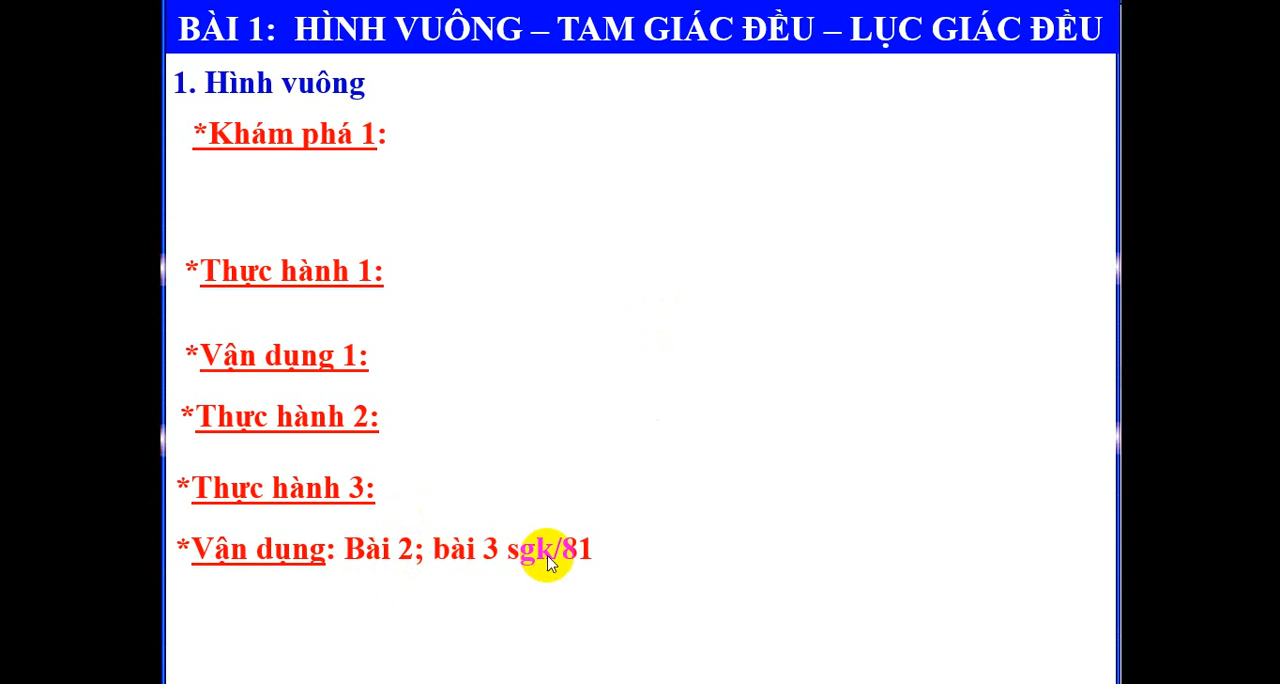 BÀI 1: HÌNH VUÔNG – TAM GIÁC ĐỀU – LỤC GIÁC ĐỀU
1. Hình vuông
*Khám phá 1:
*Thực hành 1:
*Vận dụng 1:
*Thực hành 2:
*Thực hành 3:
*Vận dụng: Bài 2; bài 3 sgk/81